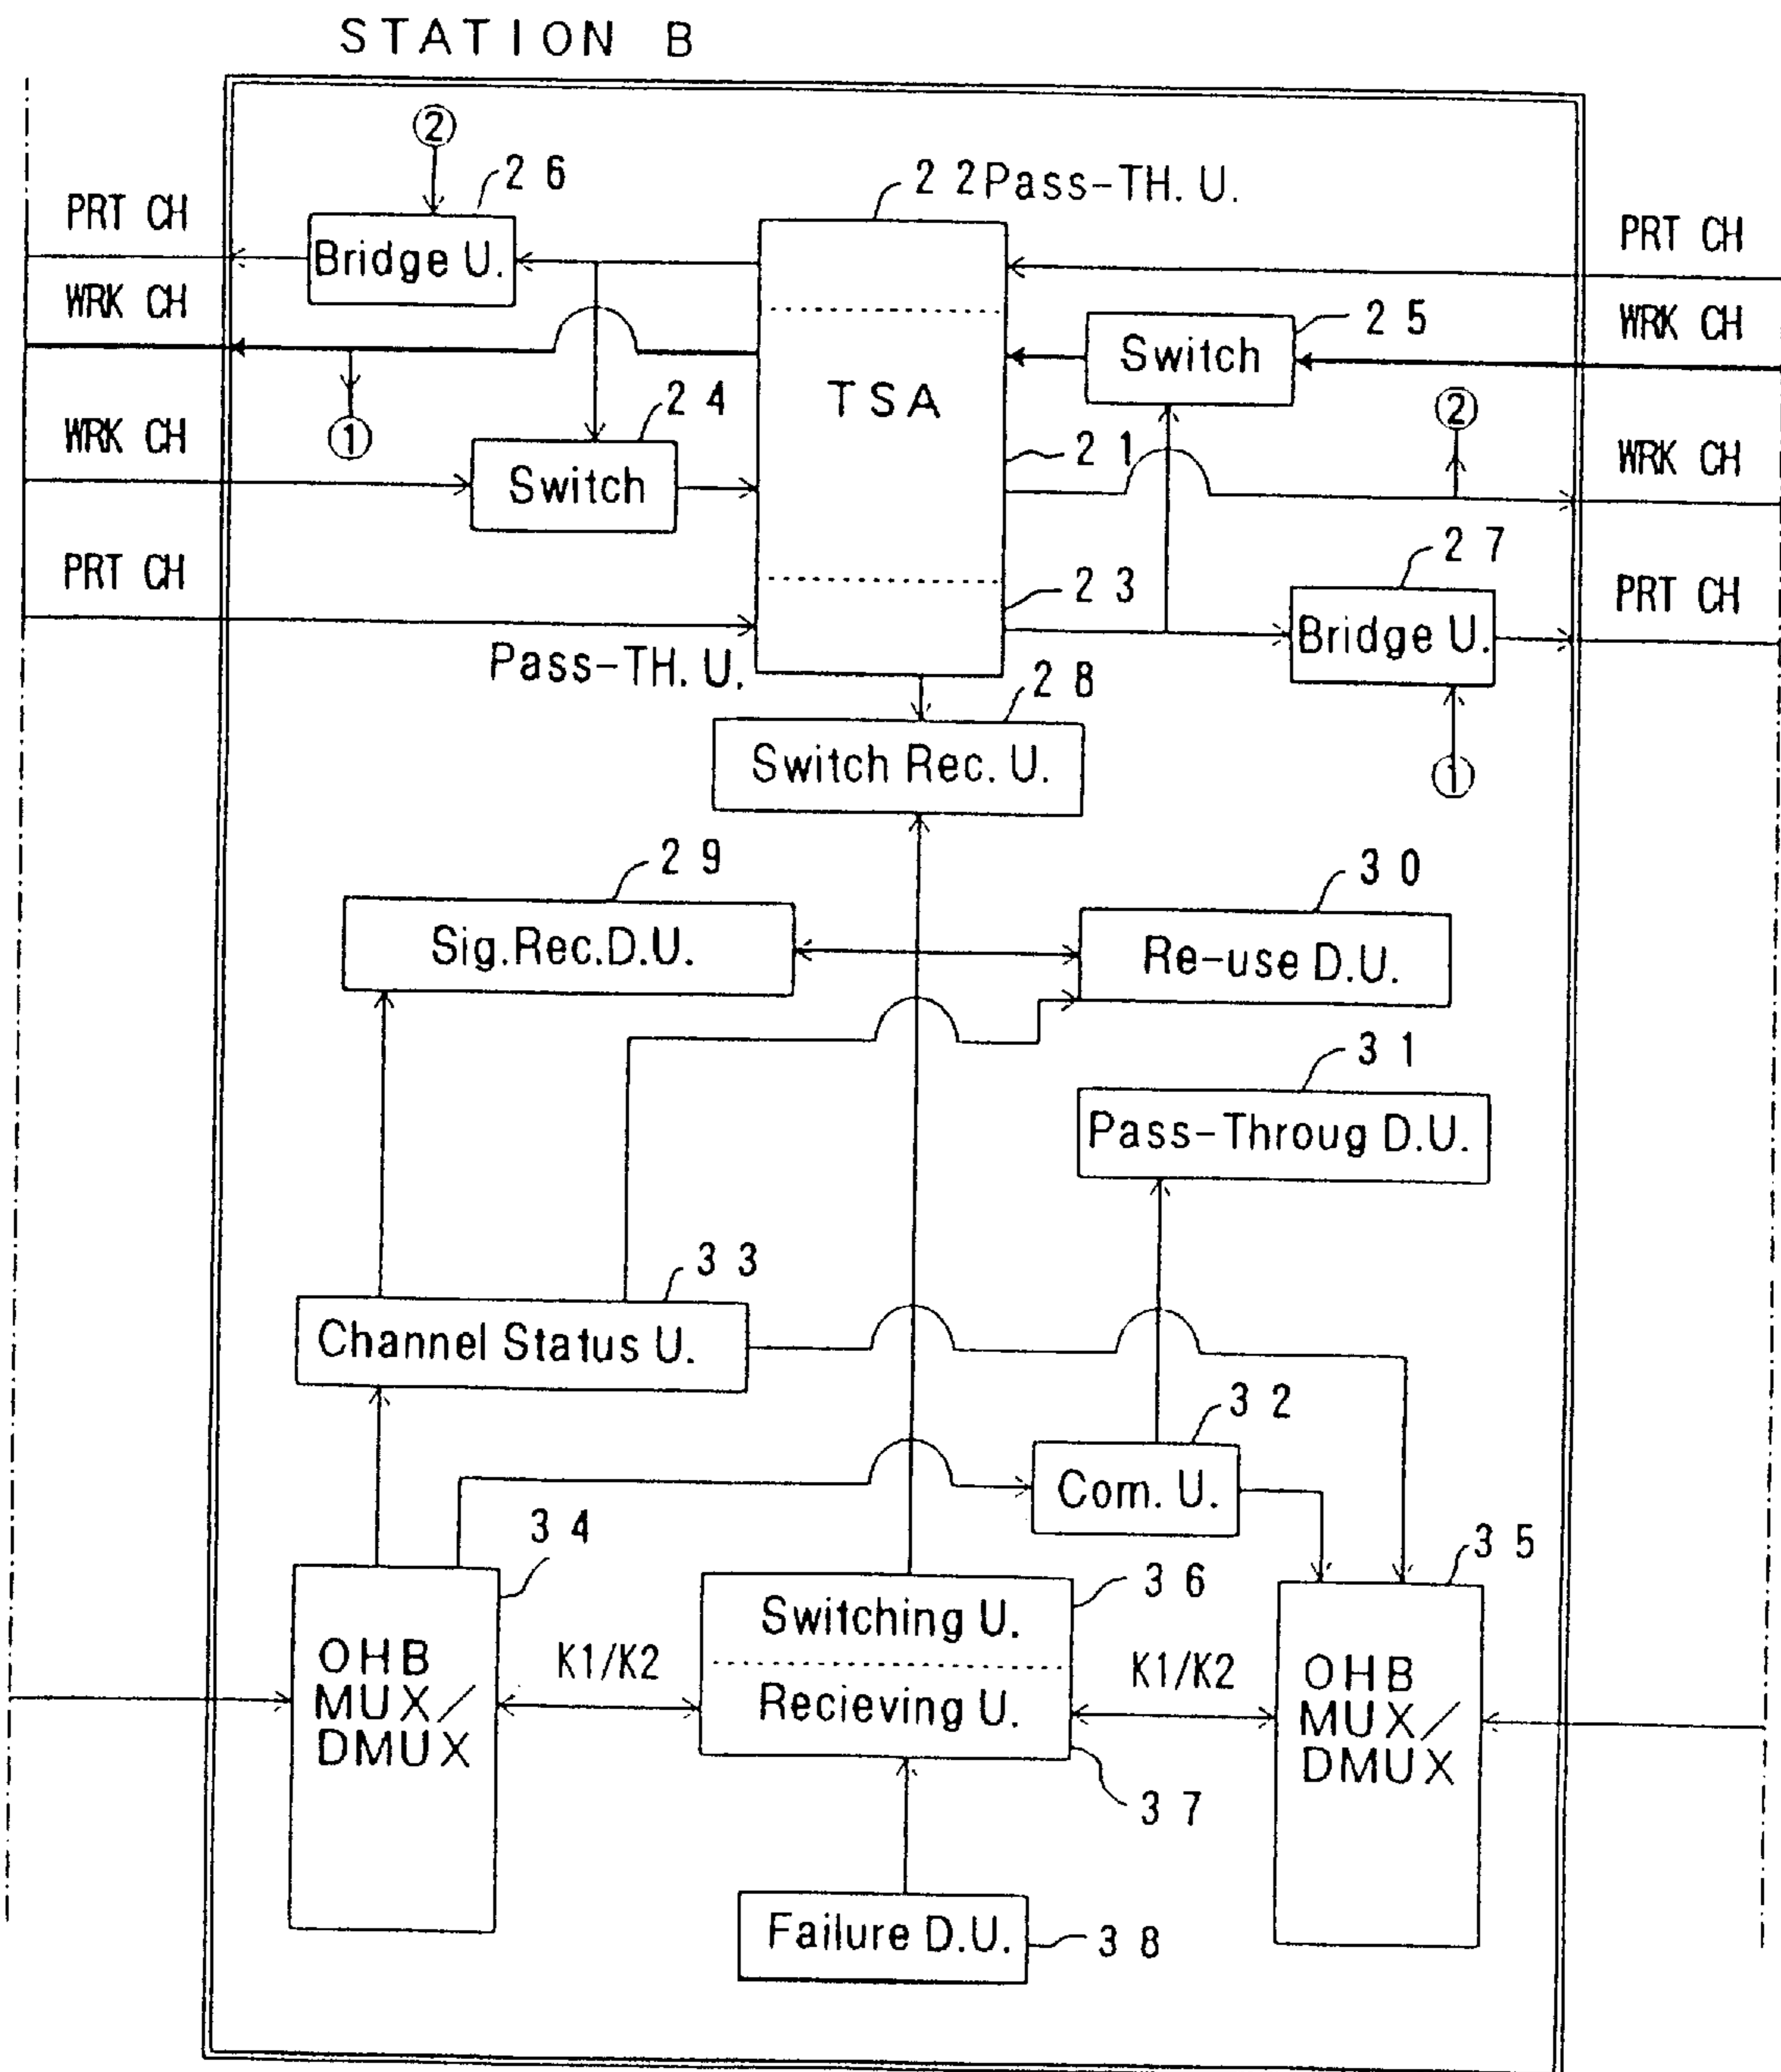 STATION B
②
26
22 Pass-TH. U.
PRT CH
Bridge U.
PRT CH
WRK CH
25
WRK CH
Switch
TSA
24
②
WRK CH
①
21
WRK CH
Switch
27
PRT CH
23
PRT CH
Bridge U.
Pass-TH. U.
28
Switch Rec. U.
①
29
30
Sig.Rec.D.U.
Re-use D.U.
31
Pass-Throug D.U.
33
Channel Status U.
32
Com. U.
34
35
36
Switching U.
OHB
MUX/
DMUX
K1/K2
Recieving U.
K1/K2
OHB
MUX/
DMUX
37
Failure D.U.
38